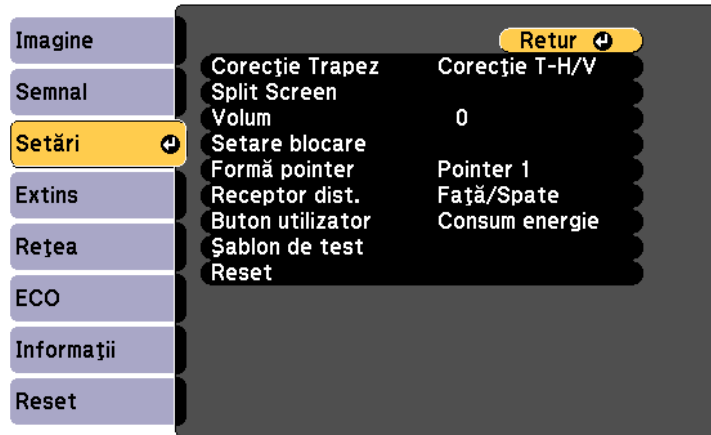 Imagine
Semnal
Setări
Extins
Reţea
ECO
Informaţii
Reset
Retur
Corecţie Trapez Corecţie T-H/V
Split Screen
Volum 0
Setare blocare
Formă pointer Pointer 1
Receptor dist. Faţă/Spate
Buton utilizator Consum energie
Şablon de test
Reset